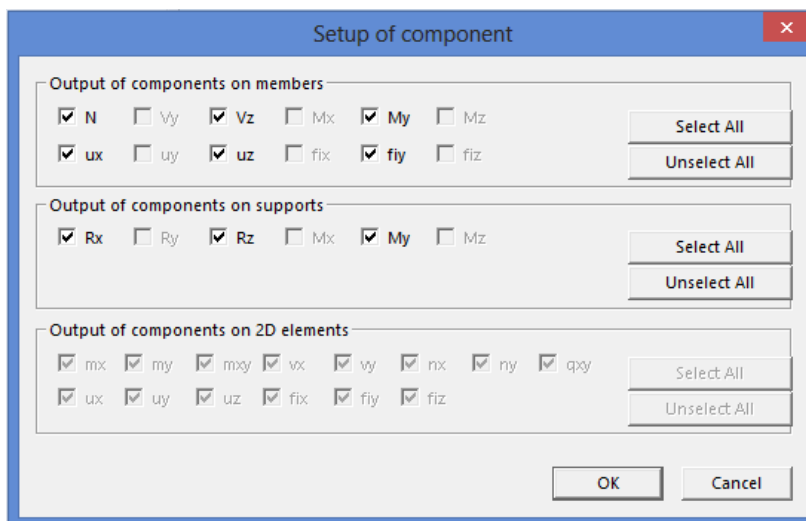 Setup of component
Output of components on members
N Vy Vz Mx My Mz
Select All
ux uy uz fix fiy fiz
Unselect All
Output of components on supports
Rx Ry Rz Mx My Mz
Select All
Unselect All
Output of components on 2D elements
mx my mxy vx vy nx ny qxy
Select All
ux uy uz fix fiy fiz
Unselect All
OK Cancel